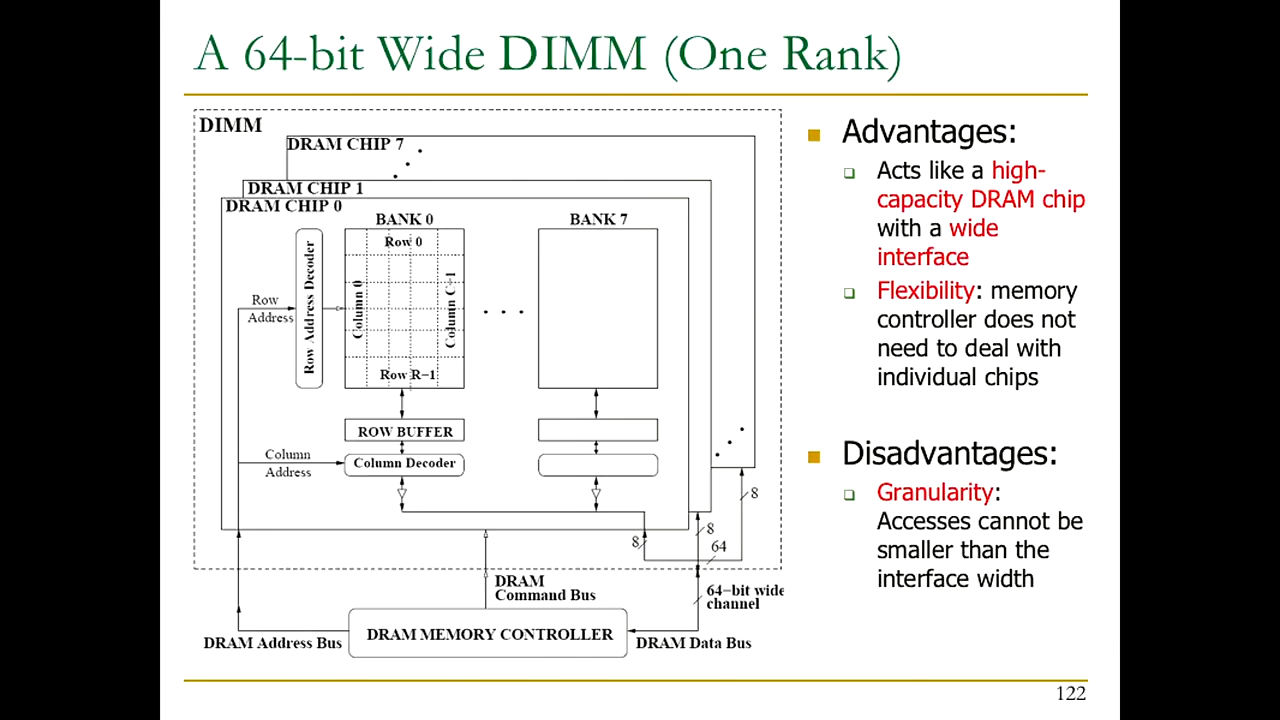 A 64-bit Wide DIMM (One Rank)
DIMM
DRAM CHIP 7
DRAM CHIP 1
DRAM CHIP 0
BANK 0
BANK 7
Row 0
Row Address Decoder
Column 0
Column C−1
Row
Address
Row R−1
ROW BUFFER
Column
Address
Column Decoder
8
8
8
64
DRAM
Command Bus
64−bit wide
channel
DRAM MEMORY CONTROLLER
DRAM Address Bus
DRAM Data Bus
Advantages:
Acts like a high-
capacity DRAM chip
with a wide
interface
Flexibility: memory
controller does not
need to deal with
individual chips
Disadvantages:
Granularity:
Accesses cannot be
smaller than the
interface width
122